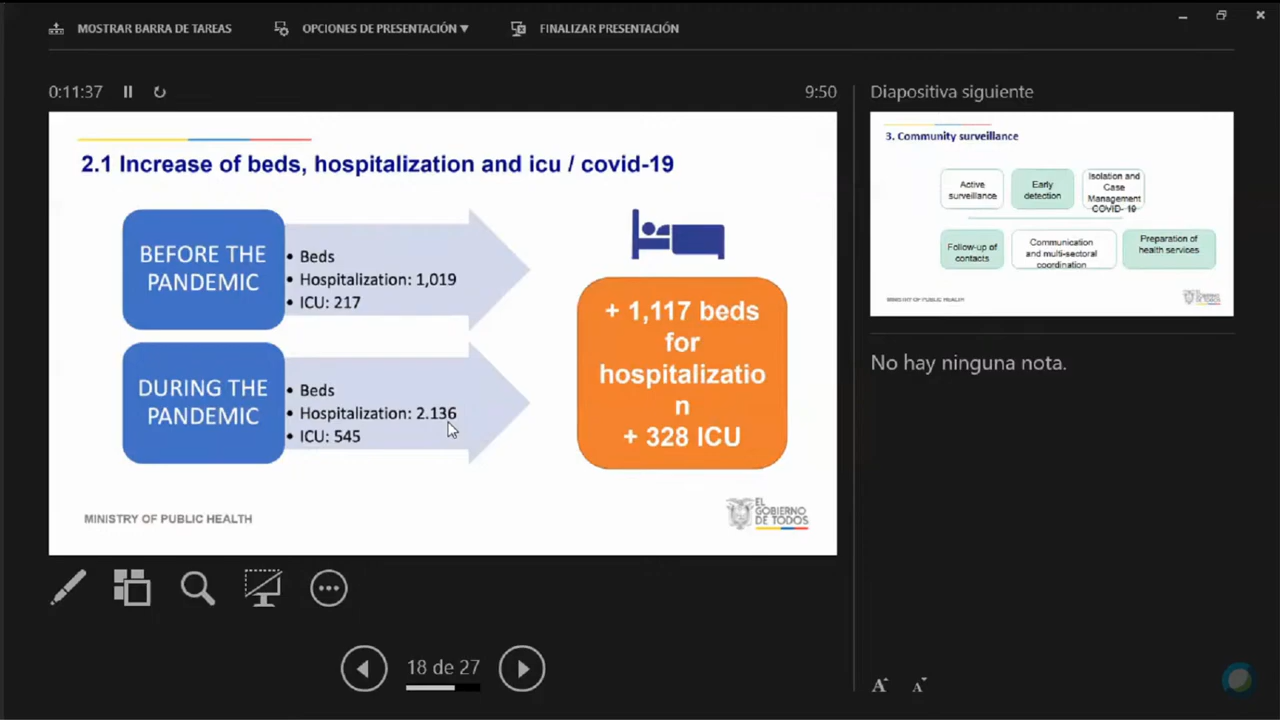 MOSTRAR BARRA DE TAREAS
OPCIONES DE PRESENTACIÓN ▼
FINALIZAR PRESENTACIÓN
0:11:37
9:50
2.1 Increase of beds, hospitalization and icu / covid-19
BEFORE THE
PANDEMIC
• Beds
• Hospitalization: 1,019
• ICU: 217
DURING THE
PANDEMIC
• Beds
• Hospitalization: 2.136
• ICU: 545
+ 1,117 beds
for
hospitalizatio
n
+ 328 ICU
MINISTRY OF PUBLIC HEALTH
EL
GOBIERNO
DE TODOS
18 de 27
Diapositiva siguiente
3. Community surveillance
Active
surveillance
Early
detection
Isolation and
Case
Management
COVID- 19
Follow-up of
contacts
Communication
and multi-sectoral
coordination
Preparation of
health services
MINISTRY OF PUBLIC HEALTH
No hay ninguna nota.
A
A